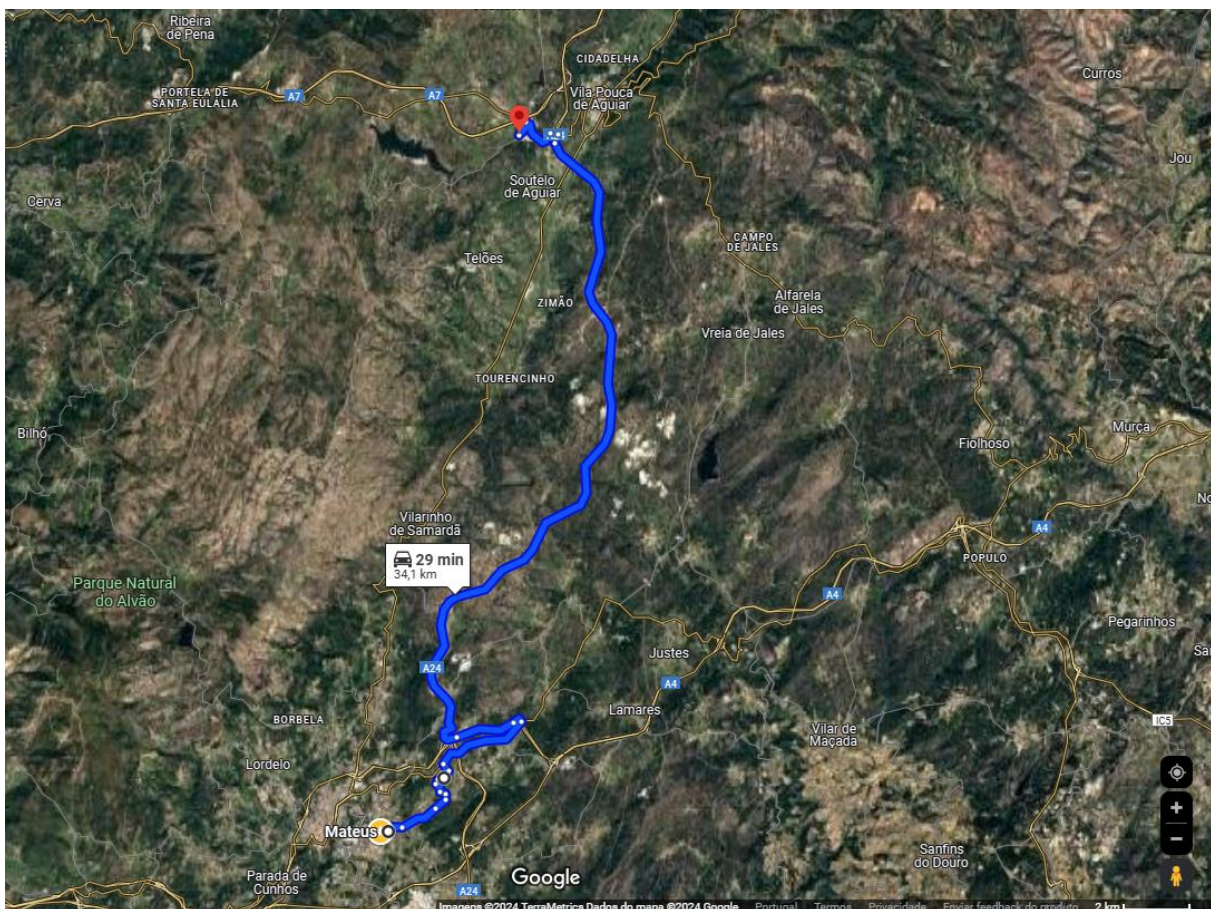 Ribeira
de Pena
CIDADELHA
Curros
PORTELA DE
SANTA EULALIA
A7
A7
Vila Pouca
de Aguiar
Jou
Soutelo
de Aguiar
Cerva
CAMPO
DE JALES
Telões
ZIMÃO
Alfarela
de Jales
Vreia de Jales
TOURENCINHO
Bilhó
Murça
Fiolhoso
No
Vilarinho
de Samardã
A4
POPULO
29 min
34,1 km
Parque Natural
do Alvão
A4
Pegarinhos
Justes
Sai
A24
A4
Lamares
BORBELA
IC5
Vilar de
Maçada
Lordelo
Mateus
Sanfins
do Douro
Parada de
Cunhos
Google
A24
Imagens ©2024 TerraMetrics Dados do mapa ©2024 Google Portugal Termos Privacidade Enviar feedback do produto 2 km